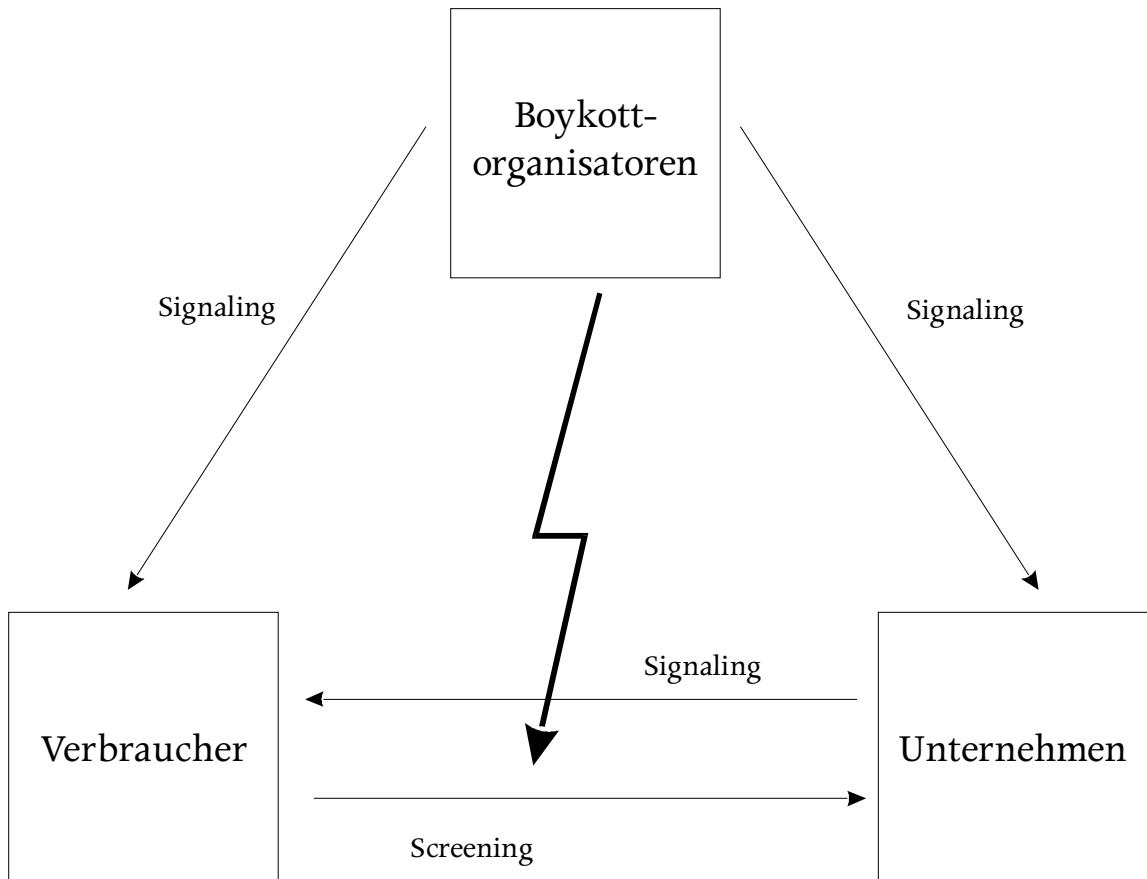 Boykott-
organisatoren
Signaling
Signaling
Signaling
Verbraucher
Unternehmen
Screening